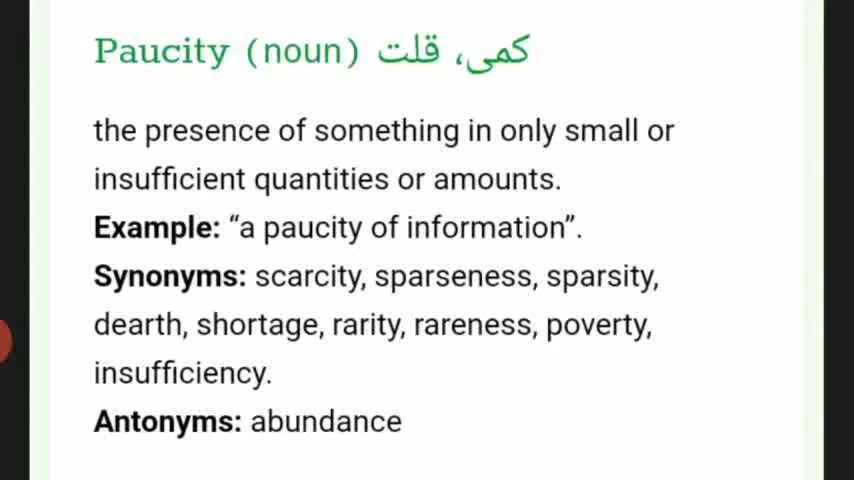 Paucity (noun) کمی، قلت
the presence of something in only small or
insufficient quantities or amounts.
Example: “a paucity of information”.
Synonyms: scarcity, sparseness, sparsity,
dearth, shortage, rarity, rareness, poverty,
insufficiency.
Antonyms: abundance